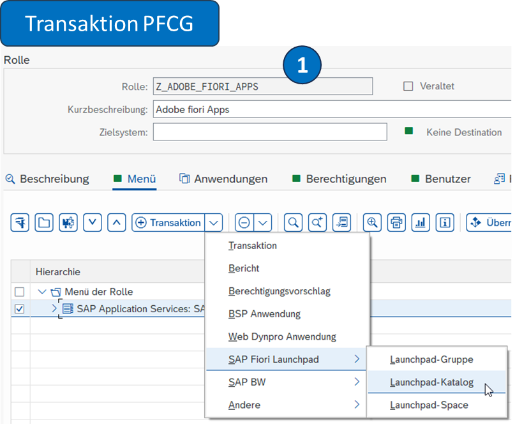 Transaktion PFCG
1
Rolle
Rolle: Z_ADOBE_FIORI_APPS Veraltet
Kurzbeschreibung: Adobe fiori Apps
Zielsystem: Keine Destination
Beschreibung Menü Anwendungen Berechtigungen Benutzer
Transaktion Überr
Hierarchie
Menü der Rolle
SAP Application Services: SA
Transaktion
Bericht
Berechtigungsvorschlag
BSP Anwendung
Web Dynpro Anwendung
SAP Fiori Launchpad
SAP BW
Andere
Launchpad-Gruppe
Launchpad-Katalog
Launchpad-Space